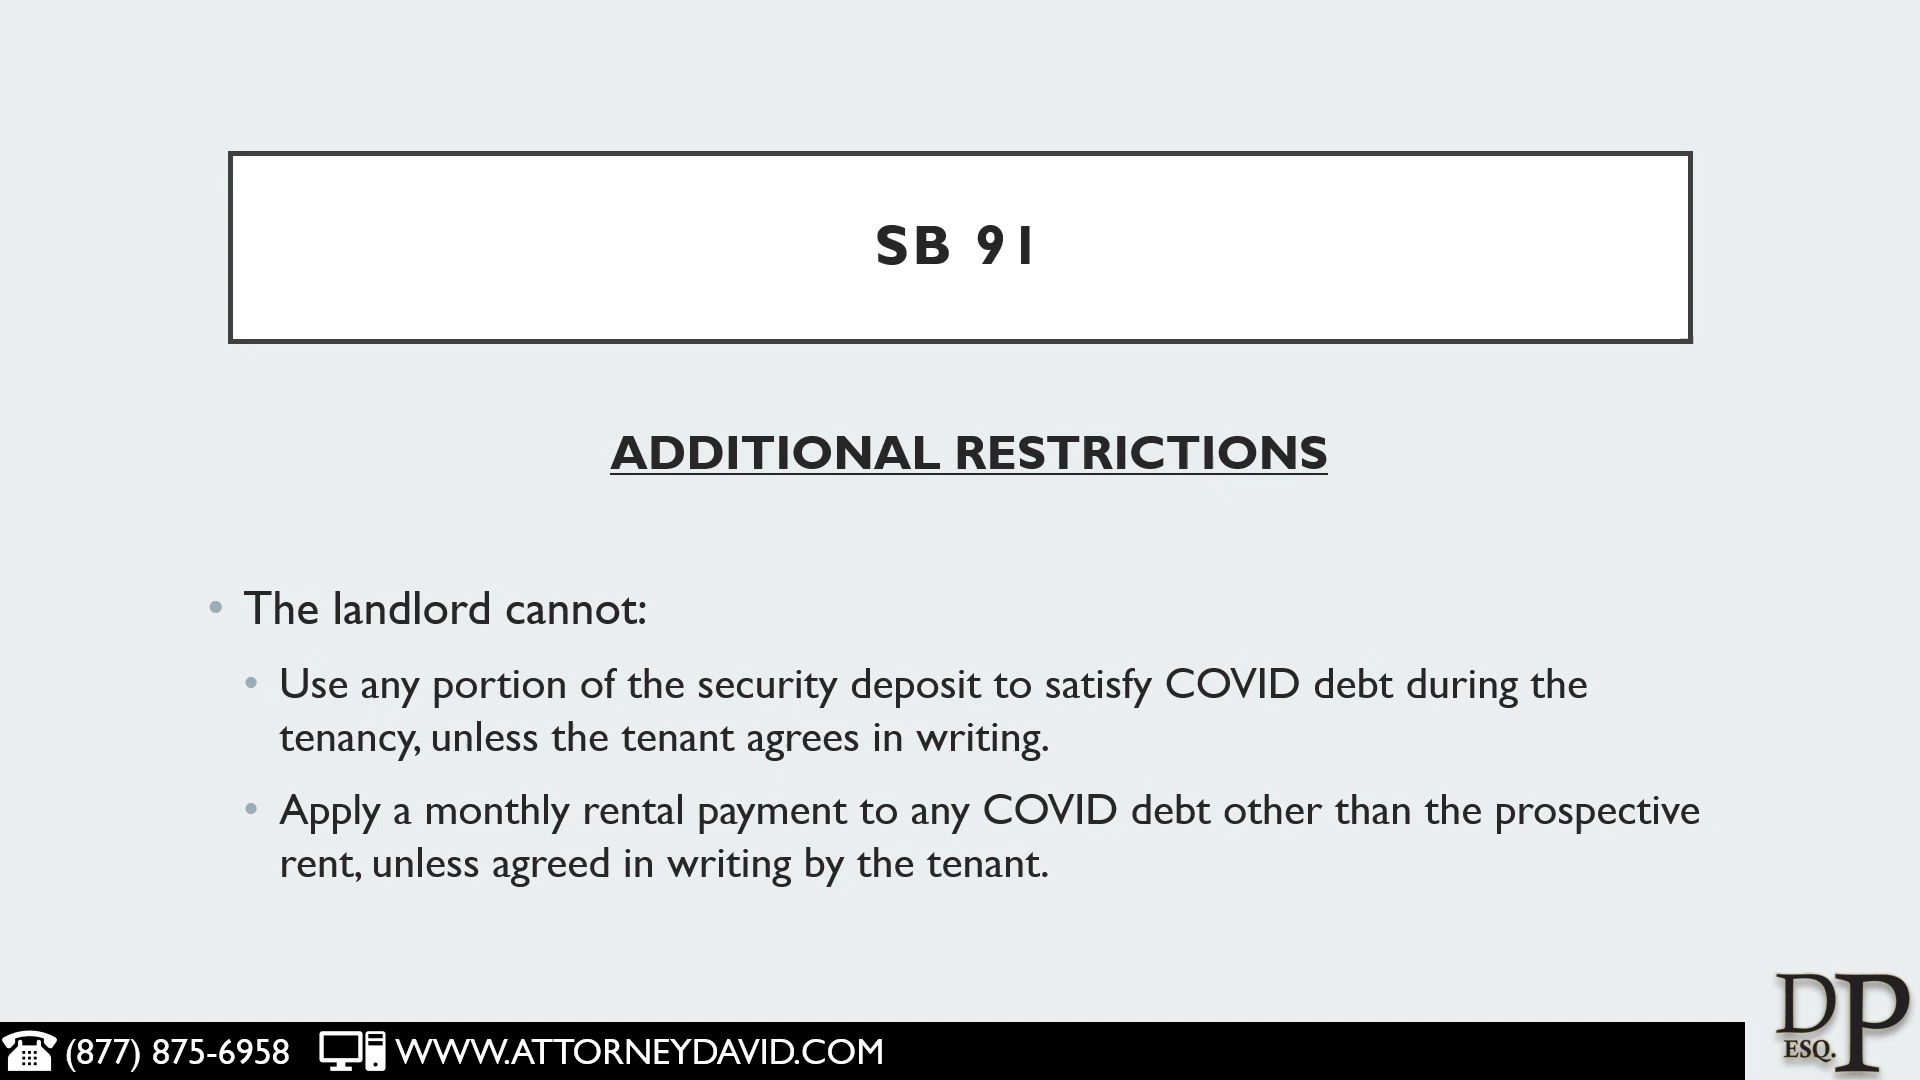 SB 91
ADDITIONAL RESTRICTIONS
• The landlord cannot:
• Use any portion of the security deposit to satisfy COVID debt during the
tenancy, unless the tenant agrees in writing.
• Apply a monthly rental payment to any COVID debt other than the prospective
rent, unless agreed in writing by the tenant.
(877) 875-6958 WWW.ATTORNEYDAVID.COM
DP
ESQ.